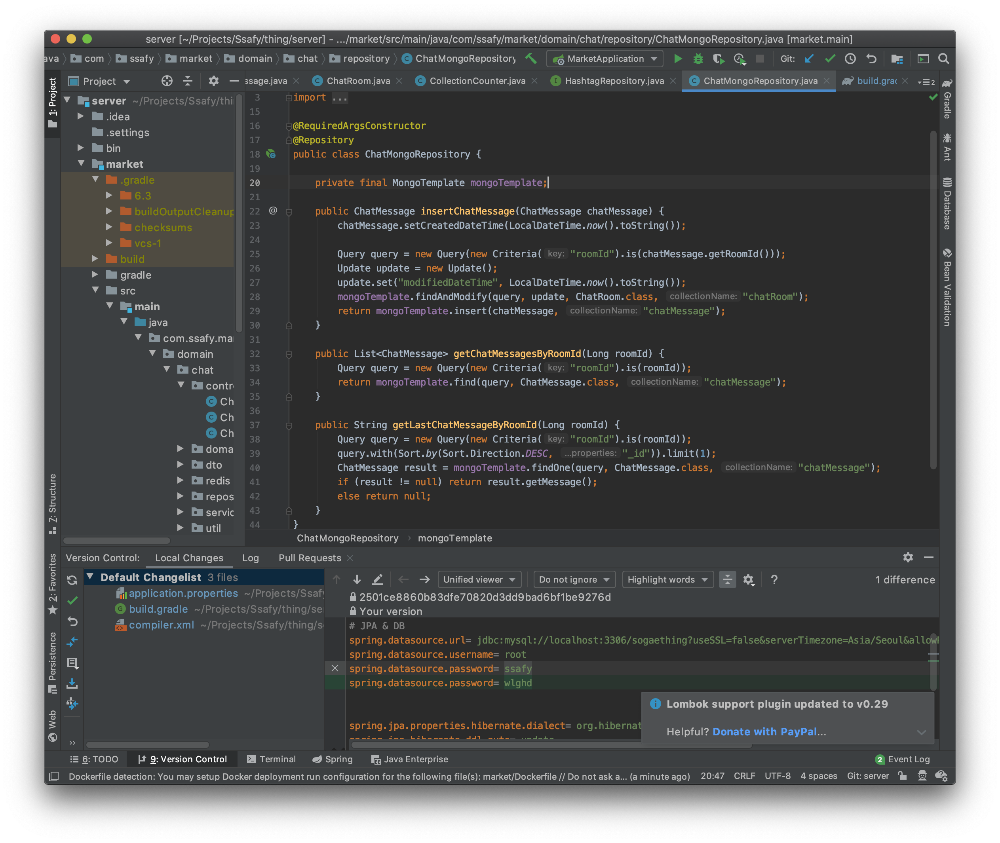 server [~/Projects/Ssafy/thing/server] - .../market/src/main/java/com/ssafy/market/domain/chat/repository/ChatMongoRepository.java [market.main]
ava com ssafy market domain chat repository ChatMongoRepository MarketApplication Git:
1: Project
Project
ssage.java ChatRoom.java CollectionCounter.java HashtagRepository.java ChatMongoRepository.java build.grad 2
server ~/Projects/Ssafy/thi
.idea
.settings
bin
market
.gradle
6.3
buildOutputCleanup
checksums
vcs-1
build
gradle
src
main
java
com.ssafy.mar
domain
chat
contro
Ch
Ch
Ch
doma
dto
redis
repos
servic
util
3 import ...
15
16 @RequiredArgsConstructor
17 @Repository
18 public class ChatMongoRepository {
19
20 private final MongoTemplate mongoTemplate;
21
22 @ public ChatMessage insertChatMessage(ChatMessage chatMessage) {
23 chatMessage.setCreatedDateTime(LocalDateTime.now().toString());
24
25 Query query = new Query(new Criteria( key: "roomId").is(chatMessage.getRoomId()));
26 Update update = new Update();
27 update.set("modifiedDateTime", LocalDateTime.now().toString());
28 mongoTemplate.findAndModify(query, update, ChatRoom.class, collectionName: "chatRoom");
29 return mongoTemplate.insert(chatMessage, collectionName: "chatMessage");
30 }
31
32 public List<ChatMessage> getChatMessagesByRoomId(Long roomId) {
33 Query query = new Query(new Criteria( key: "roomId").is(roomId));
34 return mongoTemplate.find(query, ChatMessage.class, collectionName: "chatMessage");
35 }
36
37 public String getLastChatMessageByRoomId(Long roomId) {
38 Query query = new Query(new Criteria( key: "roomId").is(roomId));
39 query.with(Sort.by(Sort.Direction.DESC, ...properties: "_id")).limit(1);
40 ChatMessage result = mongoTemplate.findOne(query, ChatMessage.class, collectionName: "chatMessage");
41 if (result != null) return result.getMessage();
42 else return null;
43 }
44 }
ChatMongoRepository › mongoTemplate
Gradle
Ant
Database
Bean Validation
7: Structure
2: Favorites
Persistence
Web
Version Control: Local Changes Log Pull Requests
Default Changelist 3 files
application.properties ~/Projects/Ssafy
build.gradle ~/Projects/Ssafy/thing/se
compiler.xml ~/Projects/Ssafy/thing/s
Unified viewer Do not ignore Highlight words ? 1 difference
2501ce8860b83dfe70820d3dd9bad6bf1be9276d
Your version
# JPA & DB
spring.datasource.url= jdbc:mysql://localhost:3306/sogaething?useSSL=false&serverTimezone=Asia/Seoul&allow
spring.datasource.username= root
spring.datasource.password= ssafy
spring.datasource.password= wlghd
spring.jpa.properties.hibernate.dialect= org.hibernat
spring.jpa.hibernate.ddl-auto= update
Lombok support plugin updated to v0.29
Helpful? Donate with PayPal...
6: TODO 9: Version Control Terminal Spring Java Enterprise 2 Event Log
Dockerfile detection: You may setup Docker deployment run configuration for the following file(s): market/Dockerfile // Do not ask a... (a minute ago) 20:47 CRLF UTF-8 4 spaces Git: server